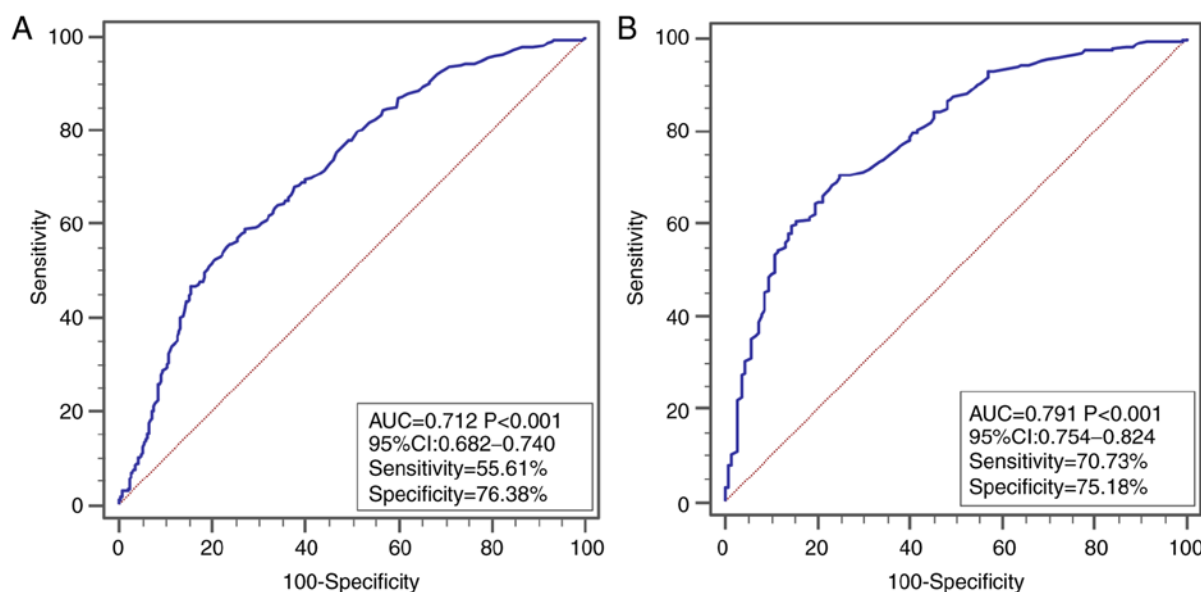 A
Sensitivity
100
80
60
40
20
0
AUC=0.712 P<0.001
95%CI:0.682–0.740
Sensitivity=55.61%
Specificity=76.38%
0 20 40 60 80 100
100-Specificity
B
Sensitivity
100
80
60
40
20
0
AUC=0.791 P<0.001
95%CI:0.754–0.824
Sensitivity=70.73%
Specificity=75.18%
0 20 40 60 80 100
100-Specificity